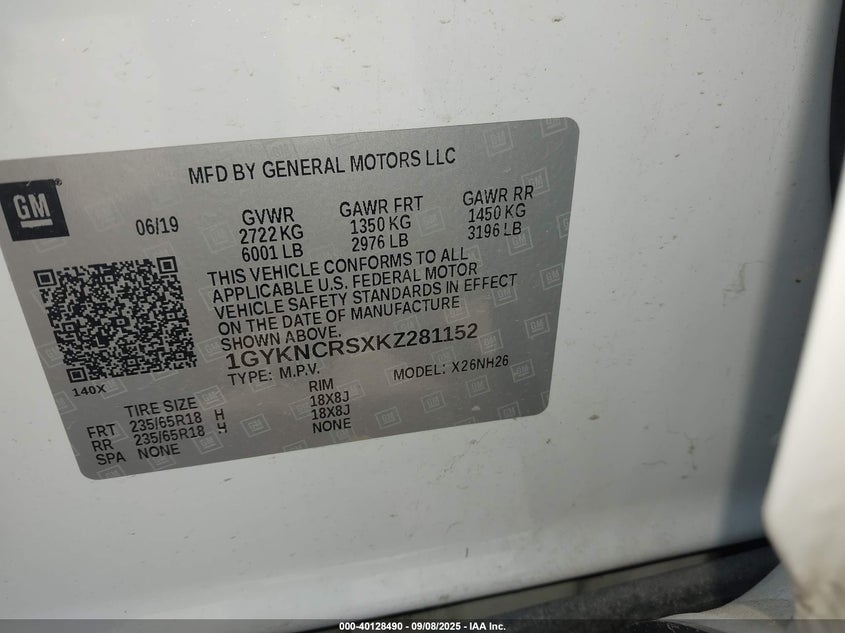 MFD BY GENERAL MOTORS LLC
GM
06/19
GVWR GAWR FRT GAWR RR
2722 KG 1350 KG 1450 KG
6001 LB 2976 LB 3196 LB
THIS VEHICLE CONFORMS TO ALL
APPLICABLE U.S. FEDERAL MOTOR
VEHICLE SAFETY STANDARDS IN EFFECT
ON THE DATE OF MANUFACTURE
SHOWN ABOVE.
1GYKNCRSXKZ281152
TYPE: M.P.V. MODEL: X26NH26
140X
TIRE SIZE RIM
FRT 235/65R18 H 18X8J
RR 235/65R18 H 18X8J
SPA NONE NONE
000-40128490 - 09/08/2025 - IAA Inc.